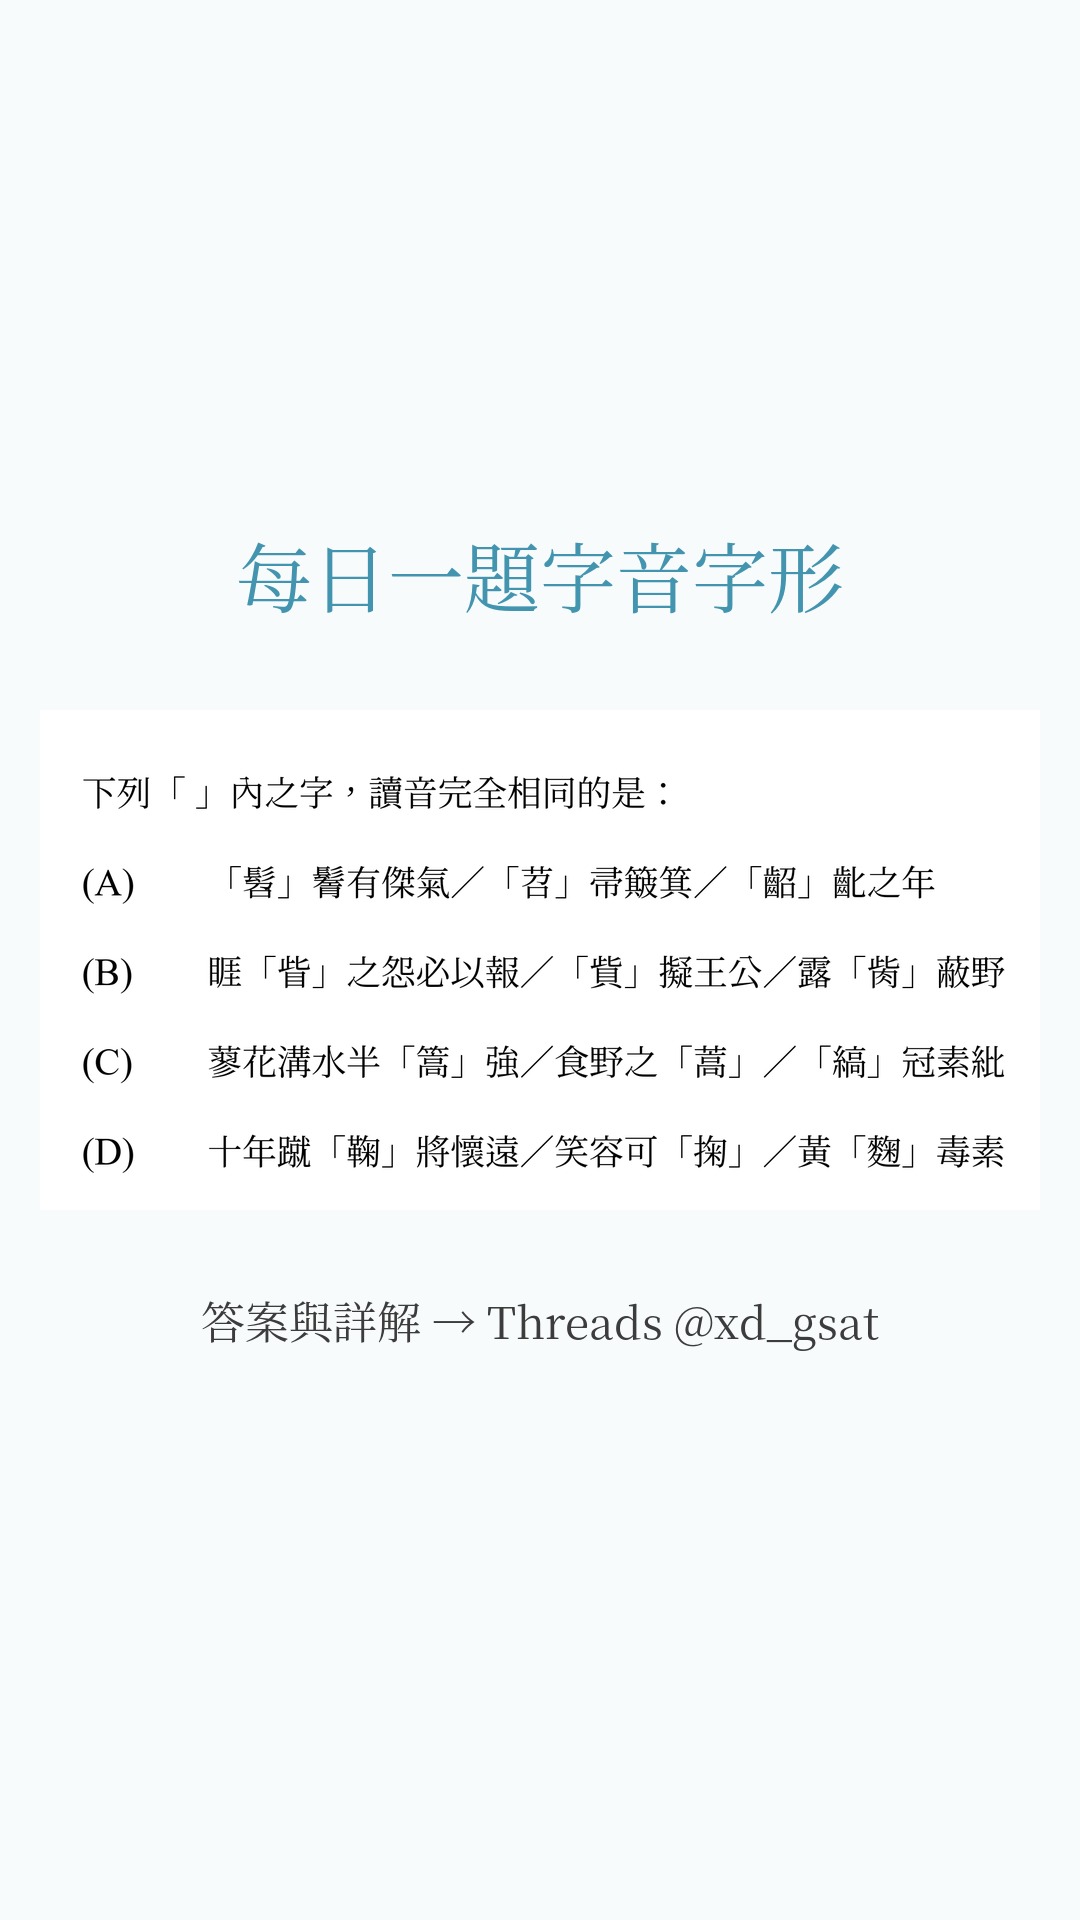 每日一題字音字形
下列「 」內之字，讀音完全相同的是：
(A) 「髫」鬌有傑氣／「苕」帚簸箕／「齠」齔之年
(B) 睚「眥」之怨必以報／「貲」擬王公／露「胔」蔽野
(C) 蓼花溝水半「篙」強／食野之「蒿」／「縞」冠素紕
(D) 十年蹴「鞠」將懷遠／笑容可「掬」／黃「麴」毒素
答案與詳解 → Threads @xd_gsat